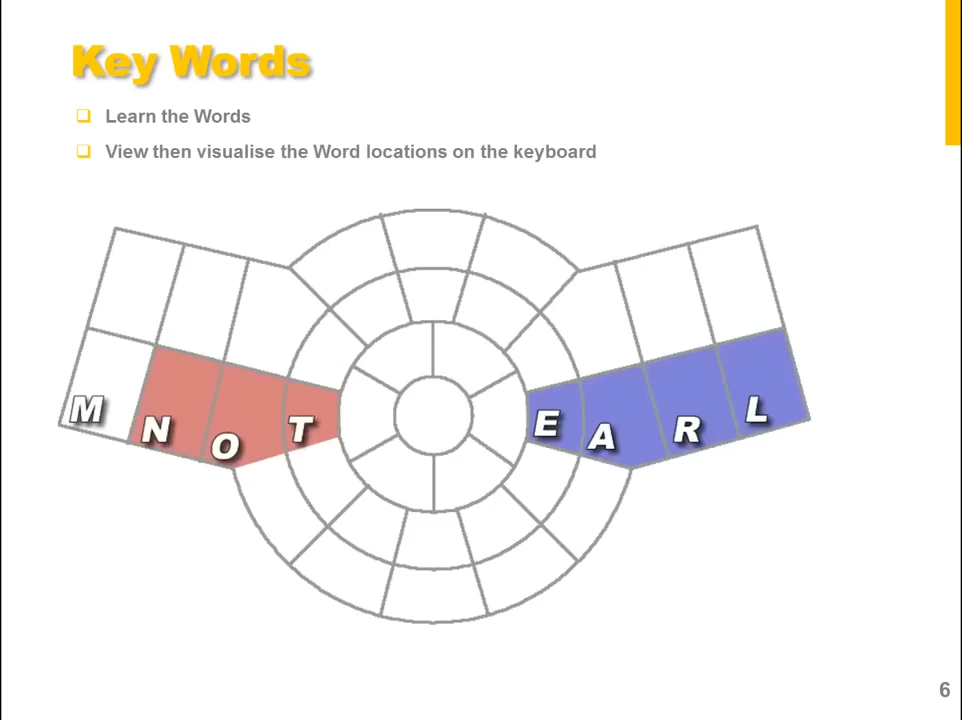 Key Words
Learn the Words
View then visualise the Word locations on the keyboard
M N O T E A R L
6